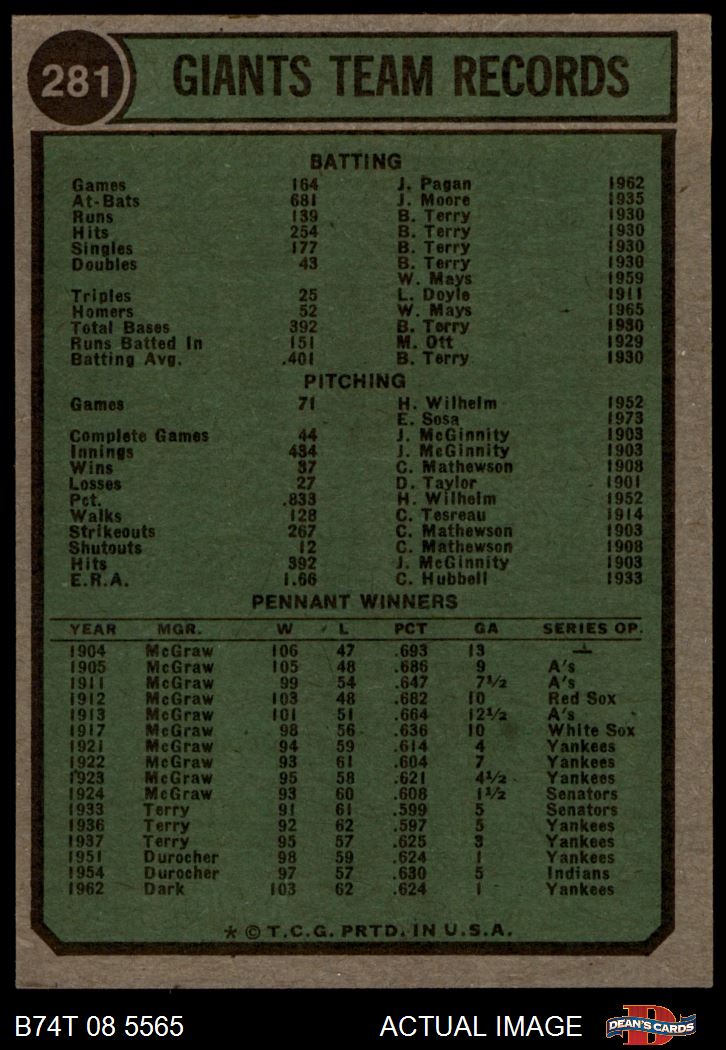 281 GIANTS TEAM RECORDS
BATTING
Games 164 J. Pagan 1962
At-Bats 681 J. Moore 1935
Runs 139 B. Terry 1930
Hits 254 B. Terry 1930
Singles 177 B. Terry 1930
Doubles 43 B. Terry 1930
W. Mays 1959
Triples 25 L. Doyle 1911
Homers 52 W. Mays 1965
Total Bases 392 B. Terry 1930
Runs Batted In 151 M. Ott 1929
Batting Avg. .401 B. Terry 1930
PITCHING
Games 71 H. Wilhelm 1952
E. Sosa 1973
Complete Games 44 J. McGinnity 1903
Innings 434 J. McGinnity 1903
Wins 37 C. Mathewson 1908
Losses 27 D. Taylor 1901
Pct. .833 H. Wilhelm 1952
Walks 128 C. Tesreau 1914
Strikeouts 267 C. Mathewson 1903
Shutouts 12 C. Mathewson 1908
Hits 392 J. McGinnity 1903
E.R.A. 1.66 C. Hubbell 1933
PENNANT WINNERS
YEAR MGR. W L PCT GA SERIES OP.
1904 McGraw 106 47 .693 13
1905 McGraw 105 48 .686 9 A's
1911 McGraw 99 54 .647 7½ A's
1912 McGraw 103 48 .682 10 Red Sox
1913 McGraw 101 51 .664 12½ A's
1917 McGraw 98 56 .636 10 White Sox
1921 McGraw 94 59 .614 4 Yankees
1922 McGraw 93 61 .604 7 Yankees
1923 McGraw 95 58 .621 4½ Yankees
1924 McGraw 93 60 .608 1½ Senators
1933 Terry 91 61 .599 5 Senators
1936 Terry 92 62 .597 5 Yankees
1937 Terry 95 57 .625 3 Yankees
1951 Durocher 98 59 .624 1 Yankees
1954 Durocher 97 57 .630 5 Indians
1962 Dark 103 62 .624 1 Yankees
* © T.C.G. PRTD. IN U.S.A.
B74T 08 5565 ACTUAL IMAGE D DEAN'S CARDS